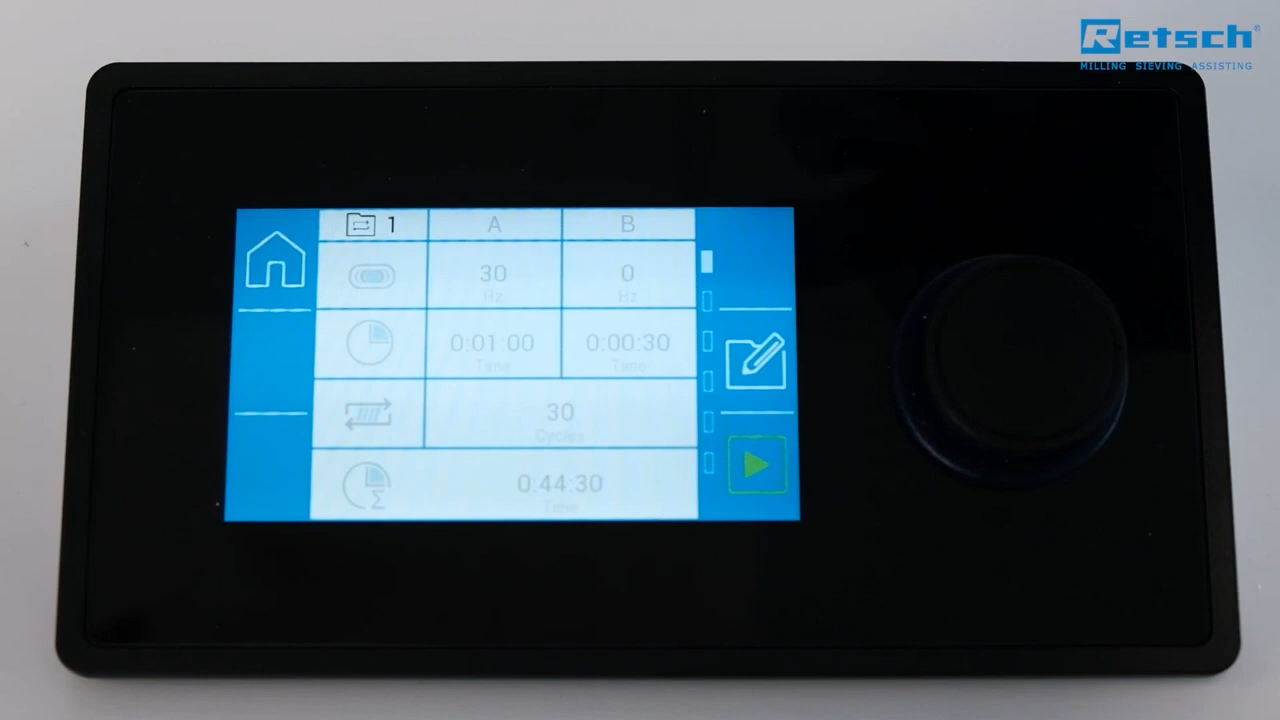 Retsch®
MILLING SIEVING ASSISTING
1 A B
30 0
Hz Hz
0:01:00 0:00:30
Time Time
30
Cycles
Σ 0:44:30
Time